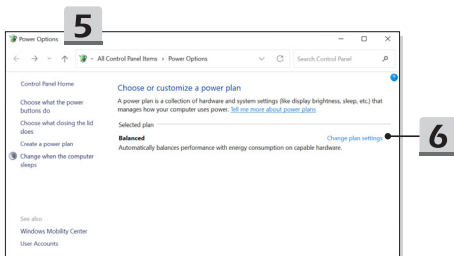 5
Power Options
All Control Panel Items > Power Options
Search Control Panel
Control Panel Home
Choose what the power
buttons do
Choose what closing the lid
does
Create a power plan
Change when the computer
sleeps
Choose or customize a power plan
A power plan is a collection of hardware and system settings (like display brightness, sleep, etc.) that
manages how your computer uses power. Tell me more about power plans
Selected plan
Balanced
Change plan settings
6
Automatically balances performance with energy consumption on capable hardware.
See also
Windows Mobility Center
User Accounts